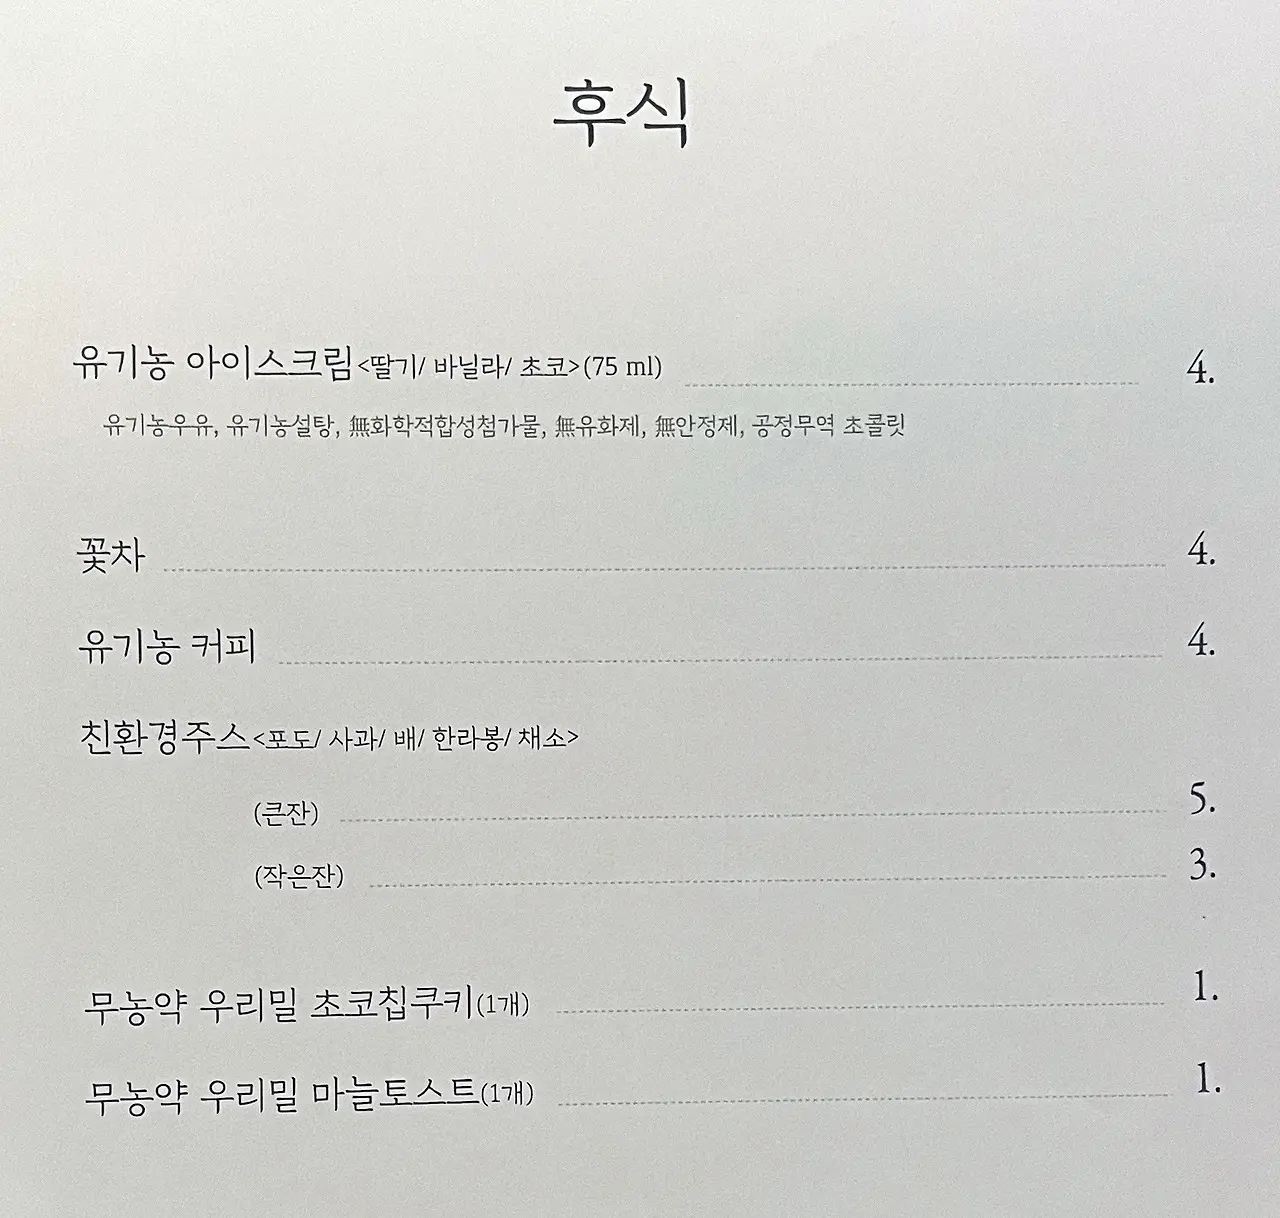 후식
유기농 아이스크림<딸기/ 바닐라/ 초코>(75 ml) 4.
유기농우유, 유기농설탕, 無화학적합성첨가물, 無유화제, 無안정제, 공정무역 초콜릿
꽃차 4.
유기농 커피 4.
친환경주스<포도/ 사과/ 배/ 한라봉/ 채소>
(큰잔) 5.
(작은잔) 3.
무농약 우리밀 초코칩쿠키(1개) 1.
무농약 우리밀 마늘토스트(1개) 1.